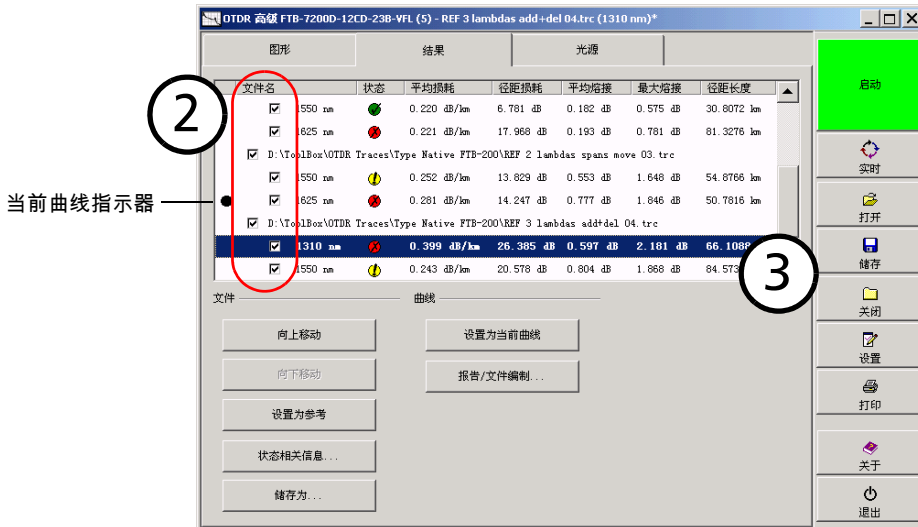 OTDR 高级 FTB-7200D-12CD-23B-VFL (5) - REF 3 lambdas add+del 04.trc (1310 nm)*
图形 结果 光源
文件名 状态 平均损耗 径距损耗 平均熔接 最大熔接 径距长度
1550 nm 0.220 dB/km 6.781 dB 0.182 dB 0.575 dB 30.8072 km
1625 nm 0.221 dB/km 17.968 dB 0.193 dB 0.781 dB 81.3276 km
D:\ToolBox\OTDR Traces\Type Native FTB-200\REF 2 lambdas spans move 03.trc
1550 nm 0.252 dB/km 13.829 dB 0.553 dB 1.648 dB 54.8766 km
1625 nm 0.281 dB/km 14.247 dB 0.777 dB 1.846 dB 50.7816 km
D:\ToolBox\OTDR Traces\Type Native FTB-200\REF 3 lambdas add+del 04.trc
1310 nm 0.399 dB/km 26.385 dB 0.597 dB 2.181 dB 66.1088
1550 nm 0.243 dB/km 20.578 dB 0.804 dB 1.868 dB 84.573
2
当前曲线指示器
3
文件 曲线
向上移动 设置为当前曲线
向下移动 报告/文件编制...
设置为参考
状态相关信息...
储存为...
启动
实时
打开
储存
关闭
设置
打印
关于
退出